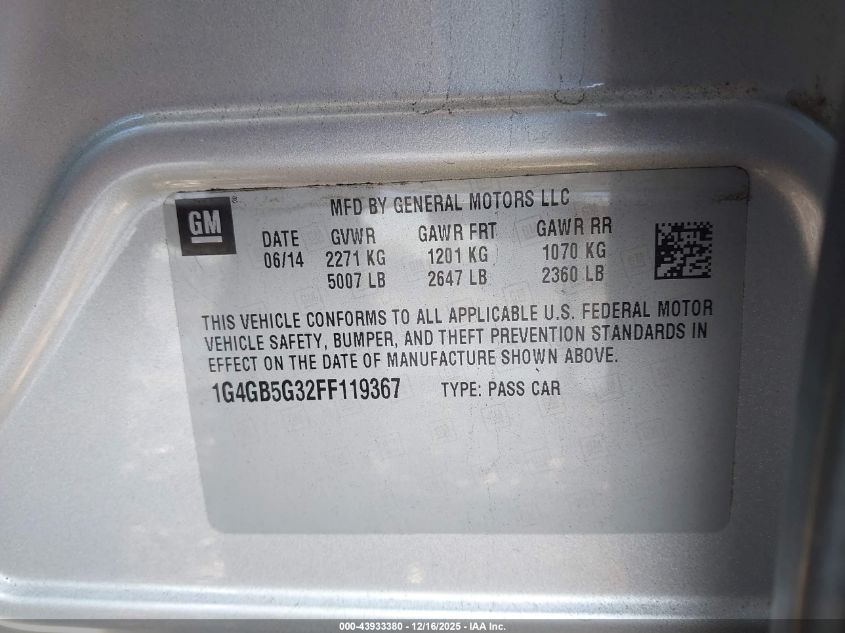 GM ®
MFD BY GENERAL MOTORS LLC
DATE GVWR GAWR FRT GAWR RR
06/14 2271 KG 1201 KG 1070 KG
5007 LB 2647 LB 2360 LB
THIS VEHICLE CONFORMS TO ALL APPLICABLE U.S. FEDERAL MOTOR
VEHICLE SAFETY, BUMPER, AND THEFT PREVENTION STANDARDS IN
EFFECT ON THE DATE OF MANUFACTURE SHOWN ABOVE.
1G4GB5G32FF119367 TYPE: PASS CAR
000-43933380 - 12/16/2025 - IAA Inc.